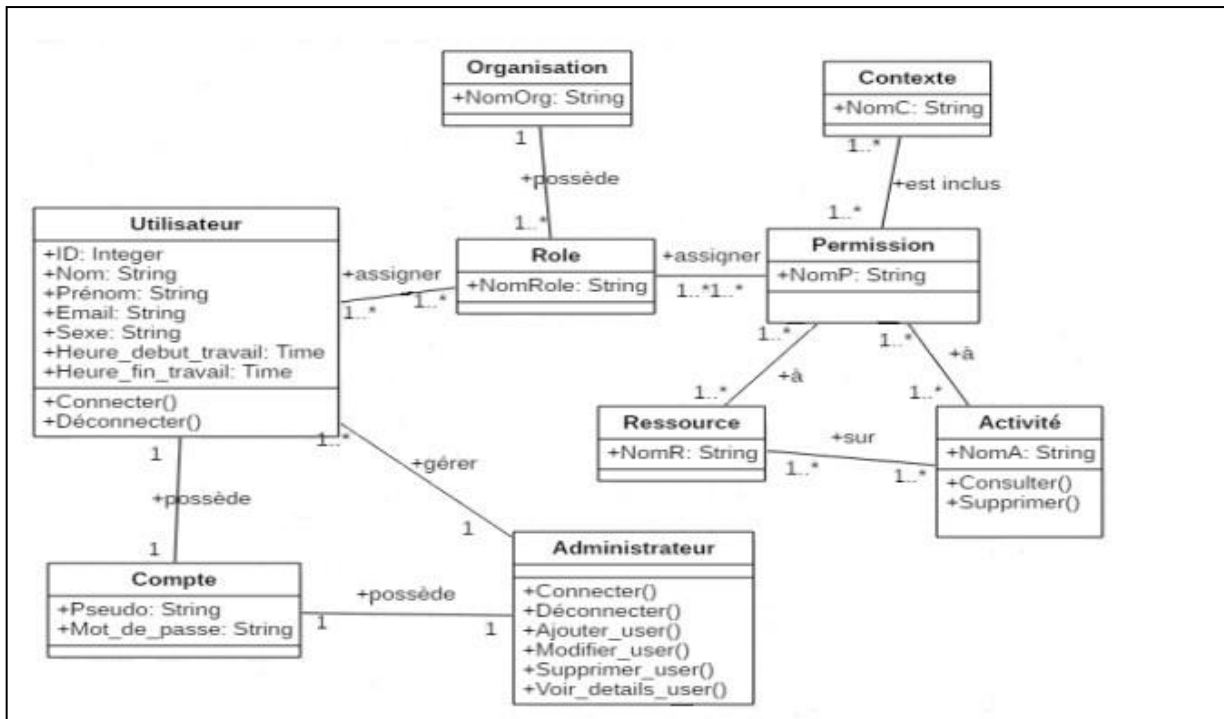 Organisation
+NomOrg: String
1
+possède
1..*
Contexte
+NomC: String
1..*
+est inclus
1..*
Utilisateur
+ID: Integer
+Nom: String
+Prénom: String
+Email: String
+Sexe: String
+Heure_debut_travail: Time
+Heure_fin_travail: Time
+Connecter()
+Déconnecter()
+assigner
1..*
1..*
Role
+NomRole: String
+assigner
1..*1..*
Permission
+NomP: String
1..*
1..*
+à
+à
1..*
1..*
Ressource
+NomR: String
+sur
1..*
1..*
Activité
+NomA: String
+Consulter()
+Supprimer()
1
+possède
1
1..*
+gérer
1
Compte
+Pseudo: String
+Mot_de_passe: String
+possède
1
1
Administrateur
+Connecter()
+Déconnecter()
+Ajouter_user()
+Modifier_user()
+Supprimer_user()
+Voir_details_user()